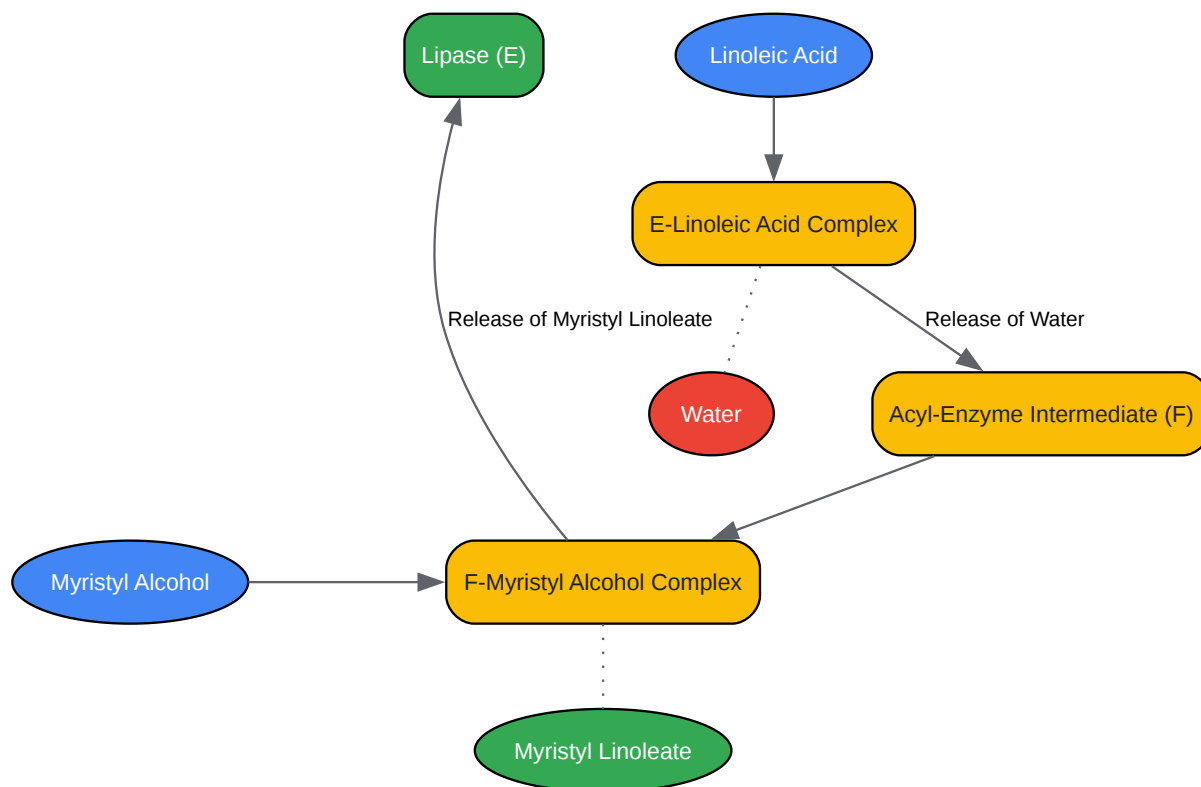 Lipase (E)
Linoleic Acid
E-Linoleic Acid Complex
Release of Myristyl Linoleate
Release of Water
Water
Acyl-Enzyme Intermediate (F)
Myristyl Alcohol
F-Myristyl Alcohol Complex
Myristyl Linoleate